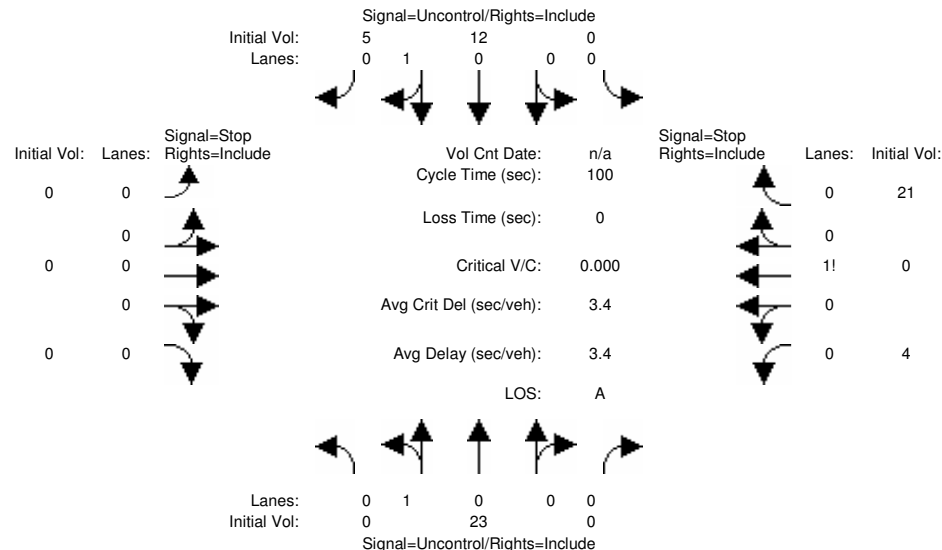 Signal=Uncontrol/Rights=Include
Initial Vol: 5 12 0
Lanes: 0 1 0 0 0
Signal=Stop Signal=Stop
Initial Vol: Lanes: Rights=Include Vol Cnt Date: n/a Rights=Include Lanes: Initial Vol:
Cycle Time (sec): 100
0 0 0 21
Loss Time (sec): 0
0 0
0 0 Critical V/C: 0.000 1! 0
0 Avg Crit Del (sec/veh): 3.4 0
0 0 Avg Delay (sec/veh): 3.4 0 4
LOS: A
Lanes: 0 1 0 0 0
Initial Vol: 0 23 0
Signal=Uncontrol/Rights=Include